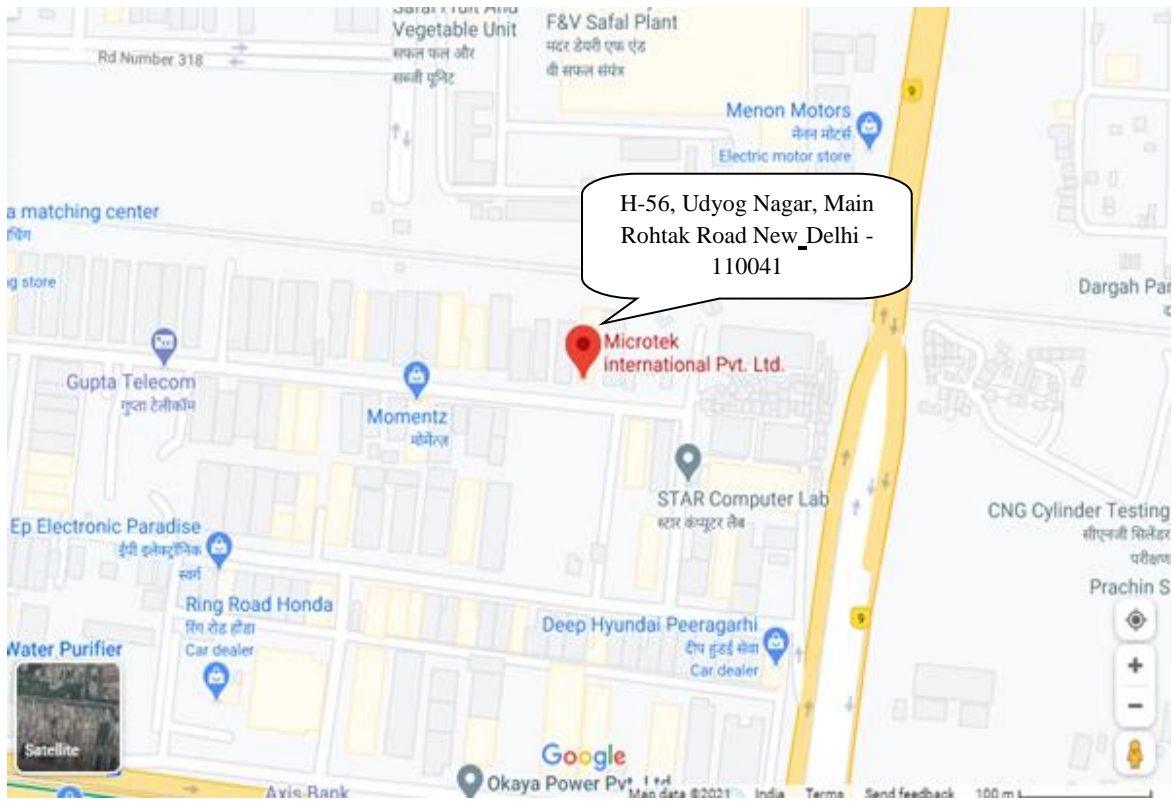 Vegetable Unit
सफल फल और
सब्जी यूनिट
F&V Safal Plant
मदर डेयरी एफ एंड
वी सफल संयंत्र
Rd Number 318
9
Menon Motors
मेनन मोटर्स
Electric motor store
H-56, Udyog Nagar, Main
Rohtak Road New Delhi -
110041
a matching center
चिंग
ng store
Dargah Par
Microtek
International Pvt. Ltd.
Gupta Telecom
गुप्ता टेलीकॉम
Momentz
मोमेंत्ज़
STAR Computer Lab
स्टार कंप्यूटर लैब
CNG Cylinder Testing
सीएनजी सिलेंडर
परीक्षण
Ep Electronic Paradise
ईपी इलेक्ट्रॉनिक
स्वर्ग
Prachin S
Ring Road Honda
रिंग रोड होंडा
Car dealer
9
Deep Hyundai Peeragarhi
दीप हुंडई सेवा
Car dealer
Water Purifier
Satellite
Google
Okaya Power Pvt. Ltd
Axis Bank
Map data ©2021
India
Terms
Send feedback
100 m